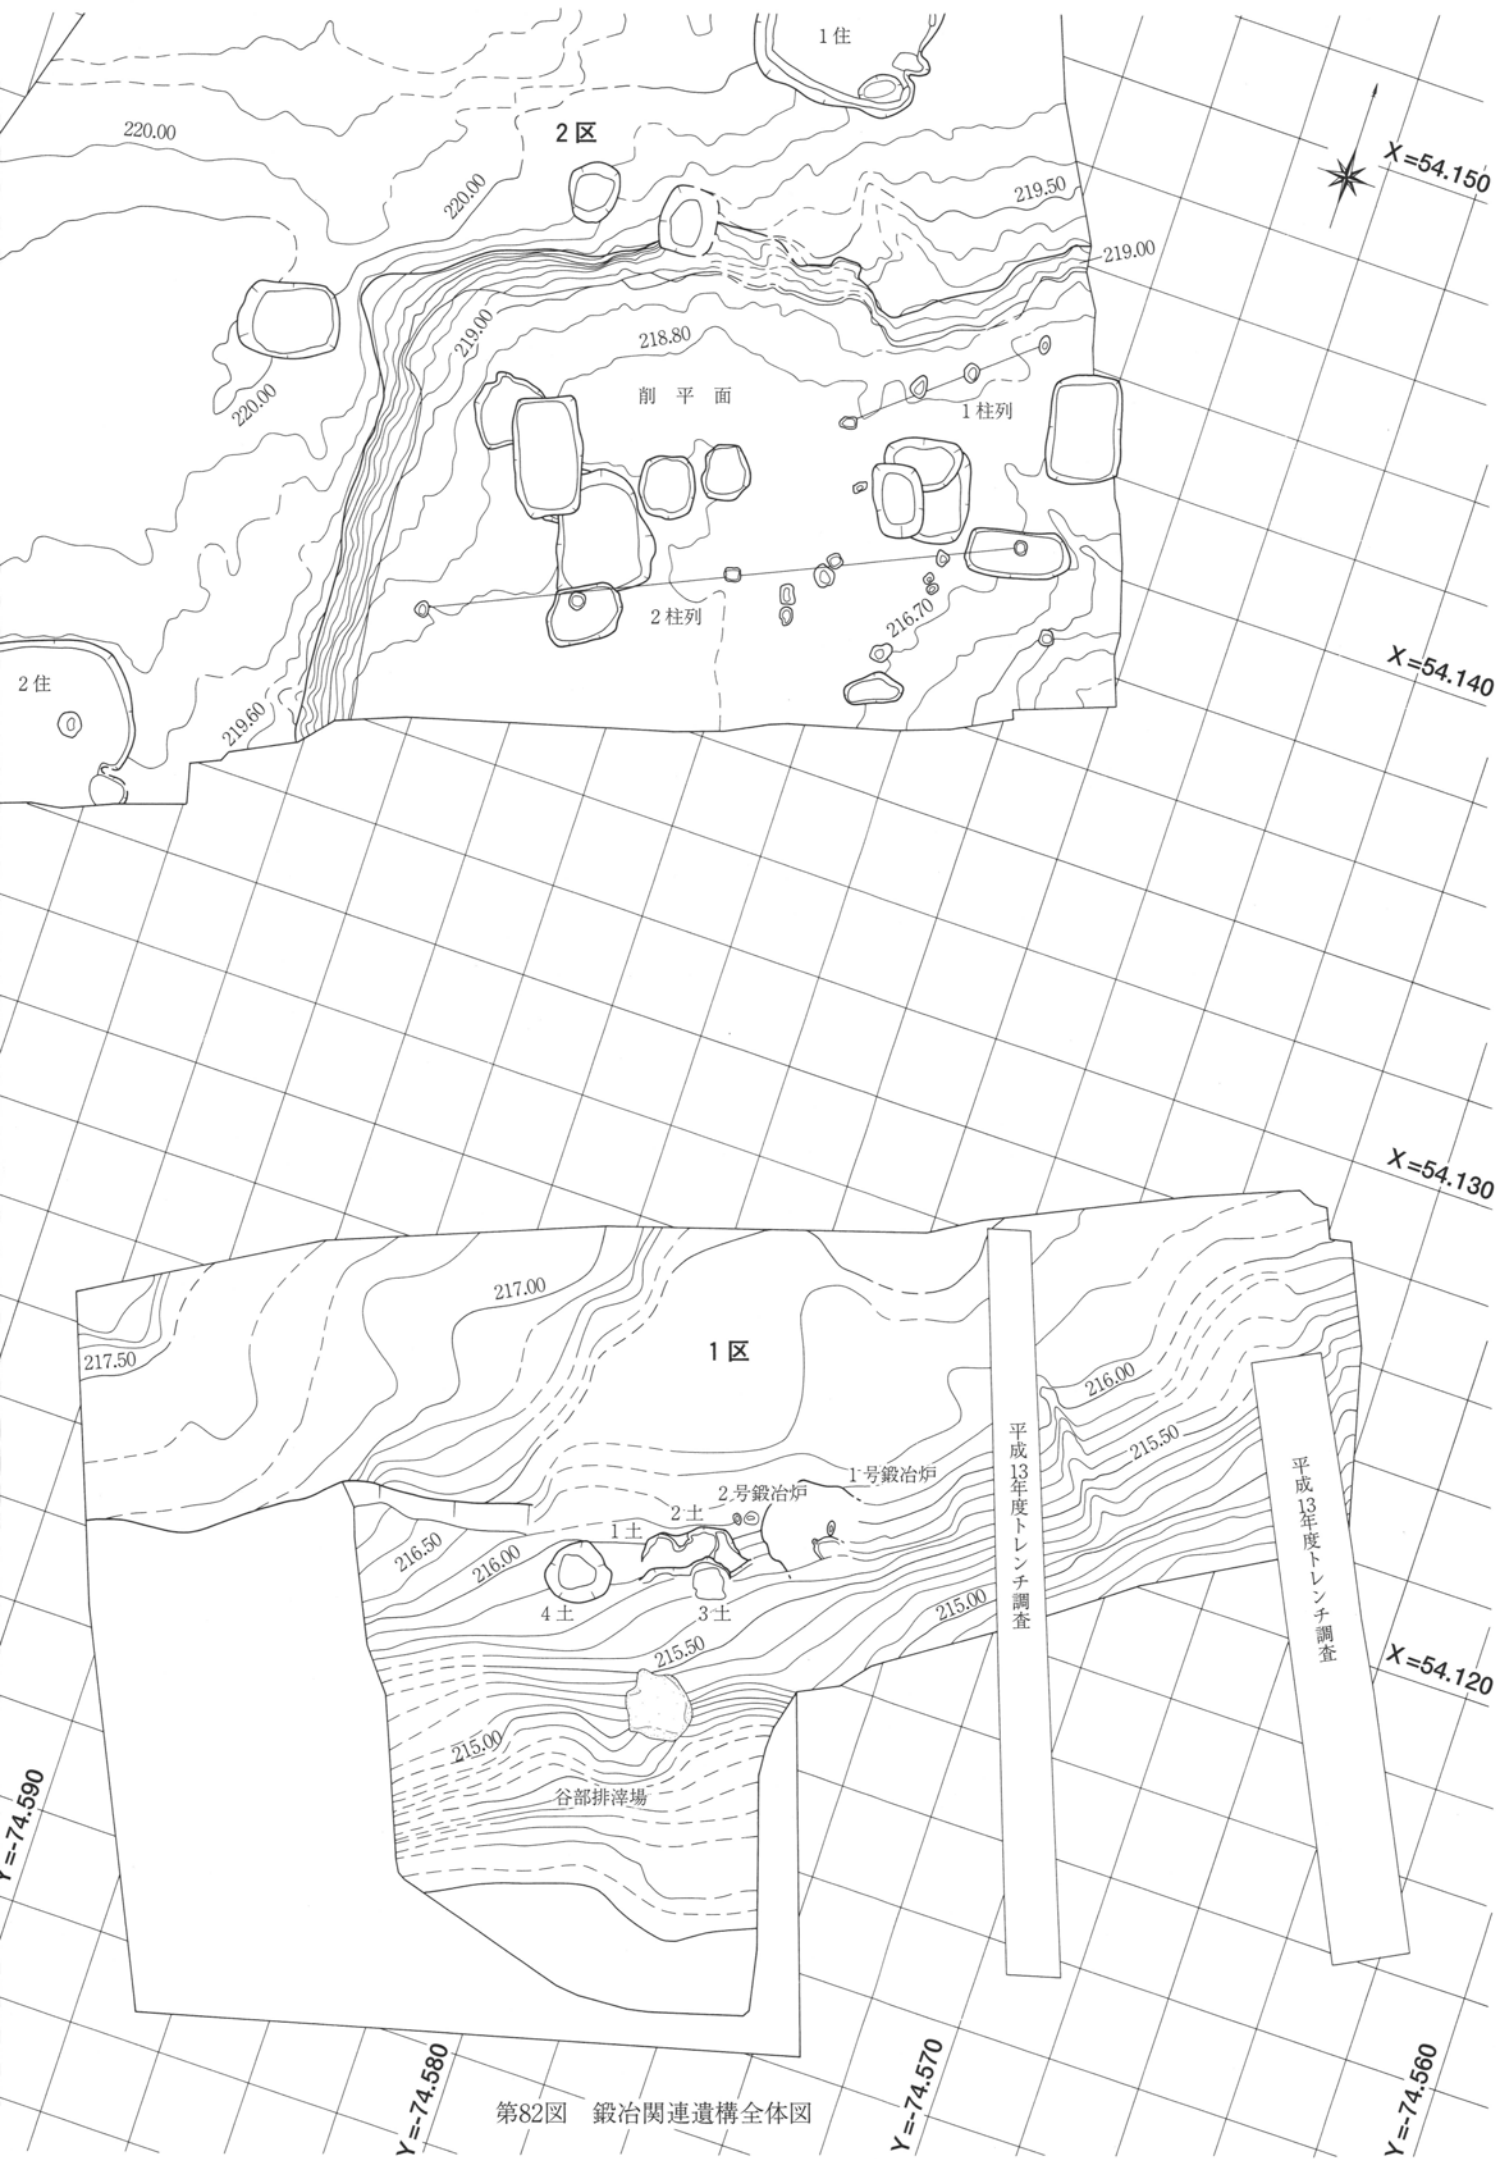 1住
220.00
2区
X=54.150
220.00
219.50
219.00
219.00
218.80
削平面
220.00
1柱列
2柱列
216.70
X=54.140
2住
219.60
X=54.130
217.00
217.50
1区
216.00
215.50
平成13年度トレンチ調査
平成13年度トレンチ調査
1号鍛冶炉
2号鍛冶炉
2土
1土
216.50
216.00
4土
3土
215.00
215.50
X=54.120
215.00
谷部排滓場
Y=-74.590
Y=-74.580
Y=-74.570
Y=-74.560
第82図 鍛冶関連遺構全体図